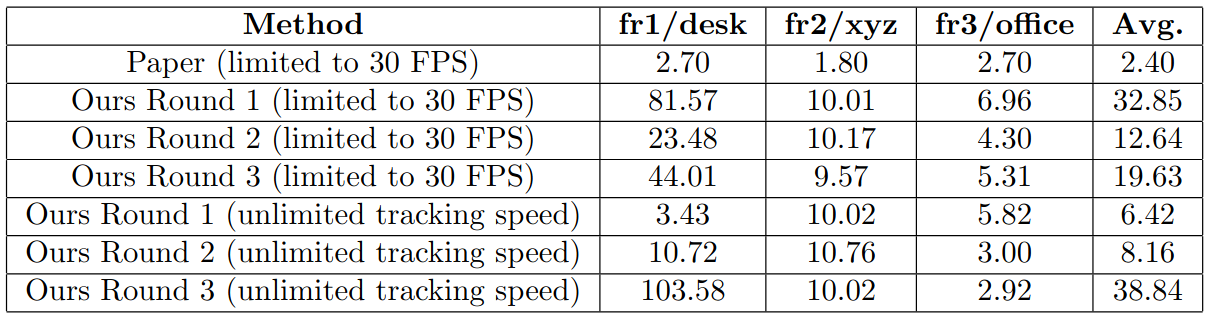 Method fr1/desk fr2/xyz fr3/office Avg.
Paper (limited to 30 FPS) 2.70 1.80 2.70 2.40
Ours Round 1 (limited to 30 FPS) 81.57 10.01 6.96 32.85
Ours Round 2 (limited to 30 FPS) 23.48 10.17 4.30 12.64
Ours Round 3 (limited to 30 FPS) 44.01 9.57 5.31 19.63
Ours Round 1 (unlimited tracking speed) 3.43 10.02 5.82 6.42
Ours Round 2 (unlimited tracking speed) 10.72 10.76 3.00 8.16
Ours Round 3 (unlimited tracking speed) 103.58 10.02 2.92 38.84